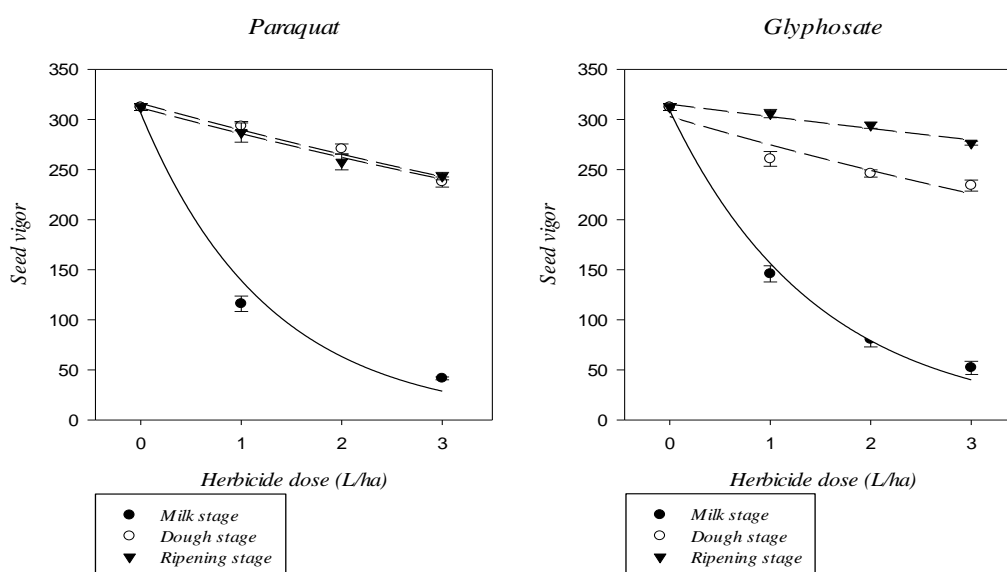 Paraquat
350
300
250
200
150
100
50
0
Seed vigor
0 1 2 3
Herbicide dose (L/ha)
Milk stage
Dough stage
Ripening stage
Glyphosate
350
300
250
200
150
100
50
0
Seed vigor
0 1 2 3
Herbicide dose (L/ha)
Milk stage
Dough stage
Ripening stage